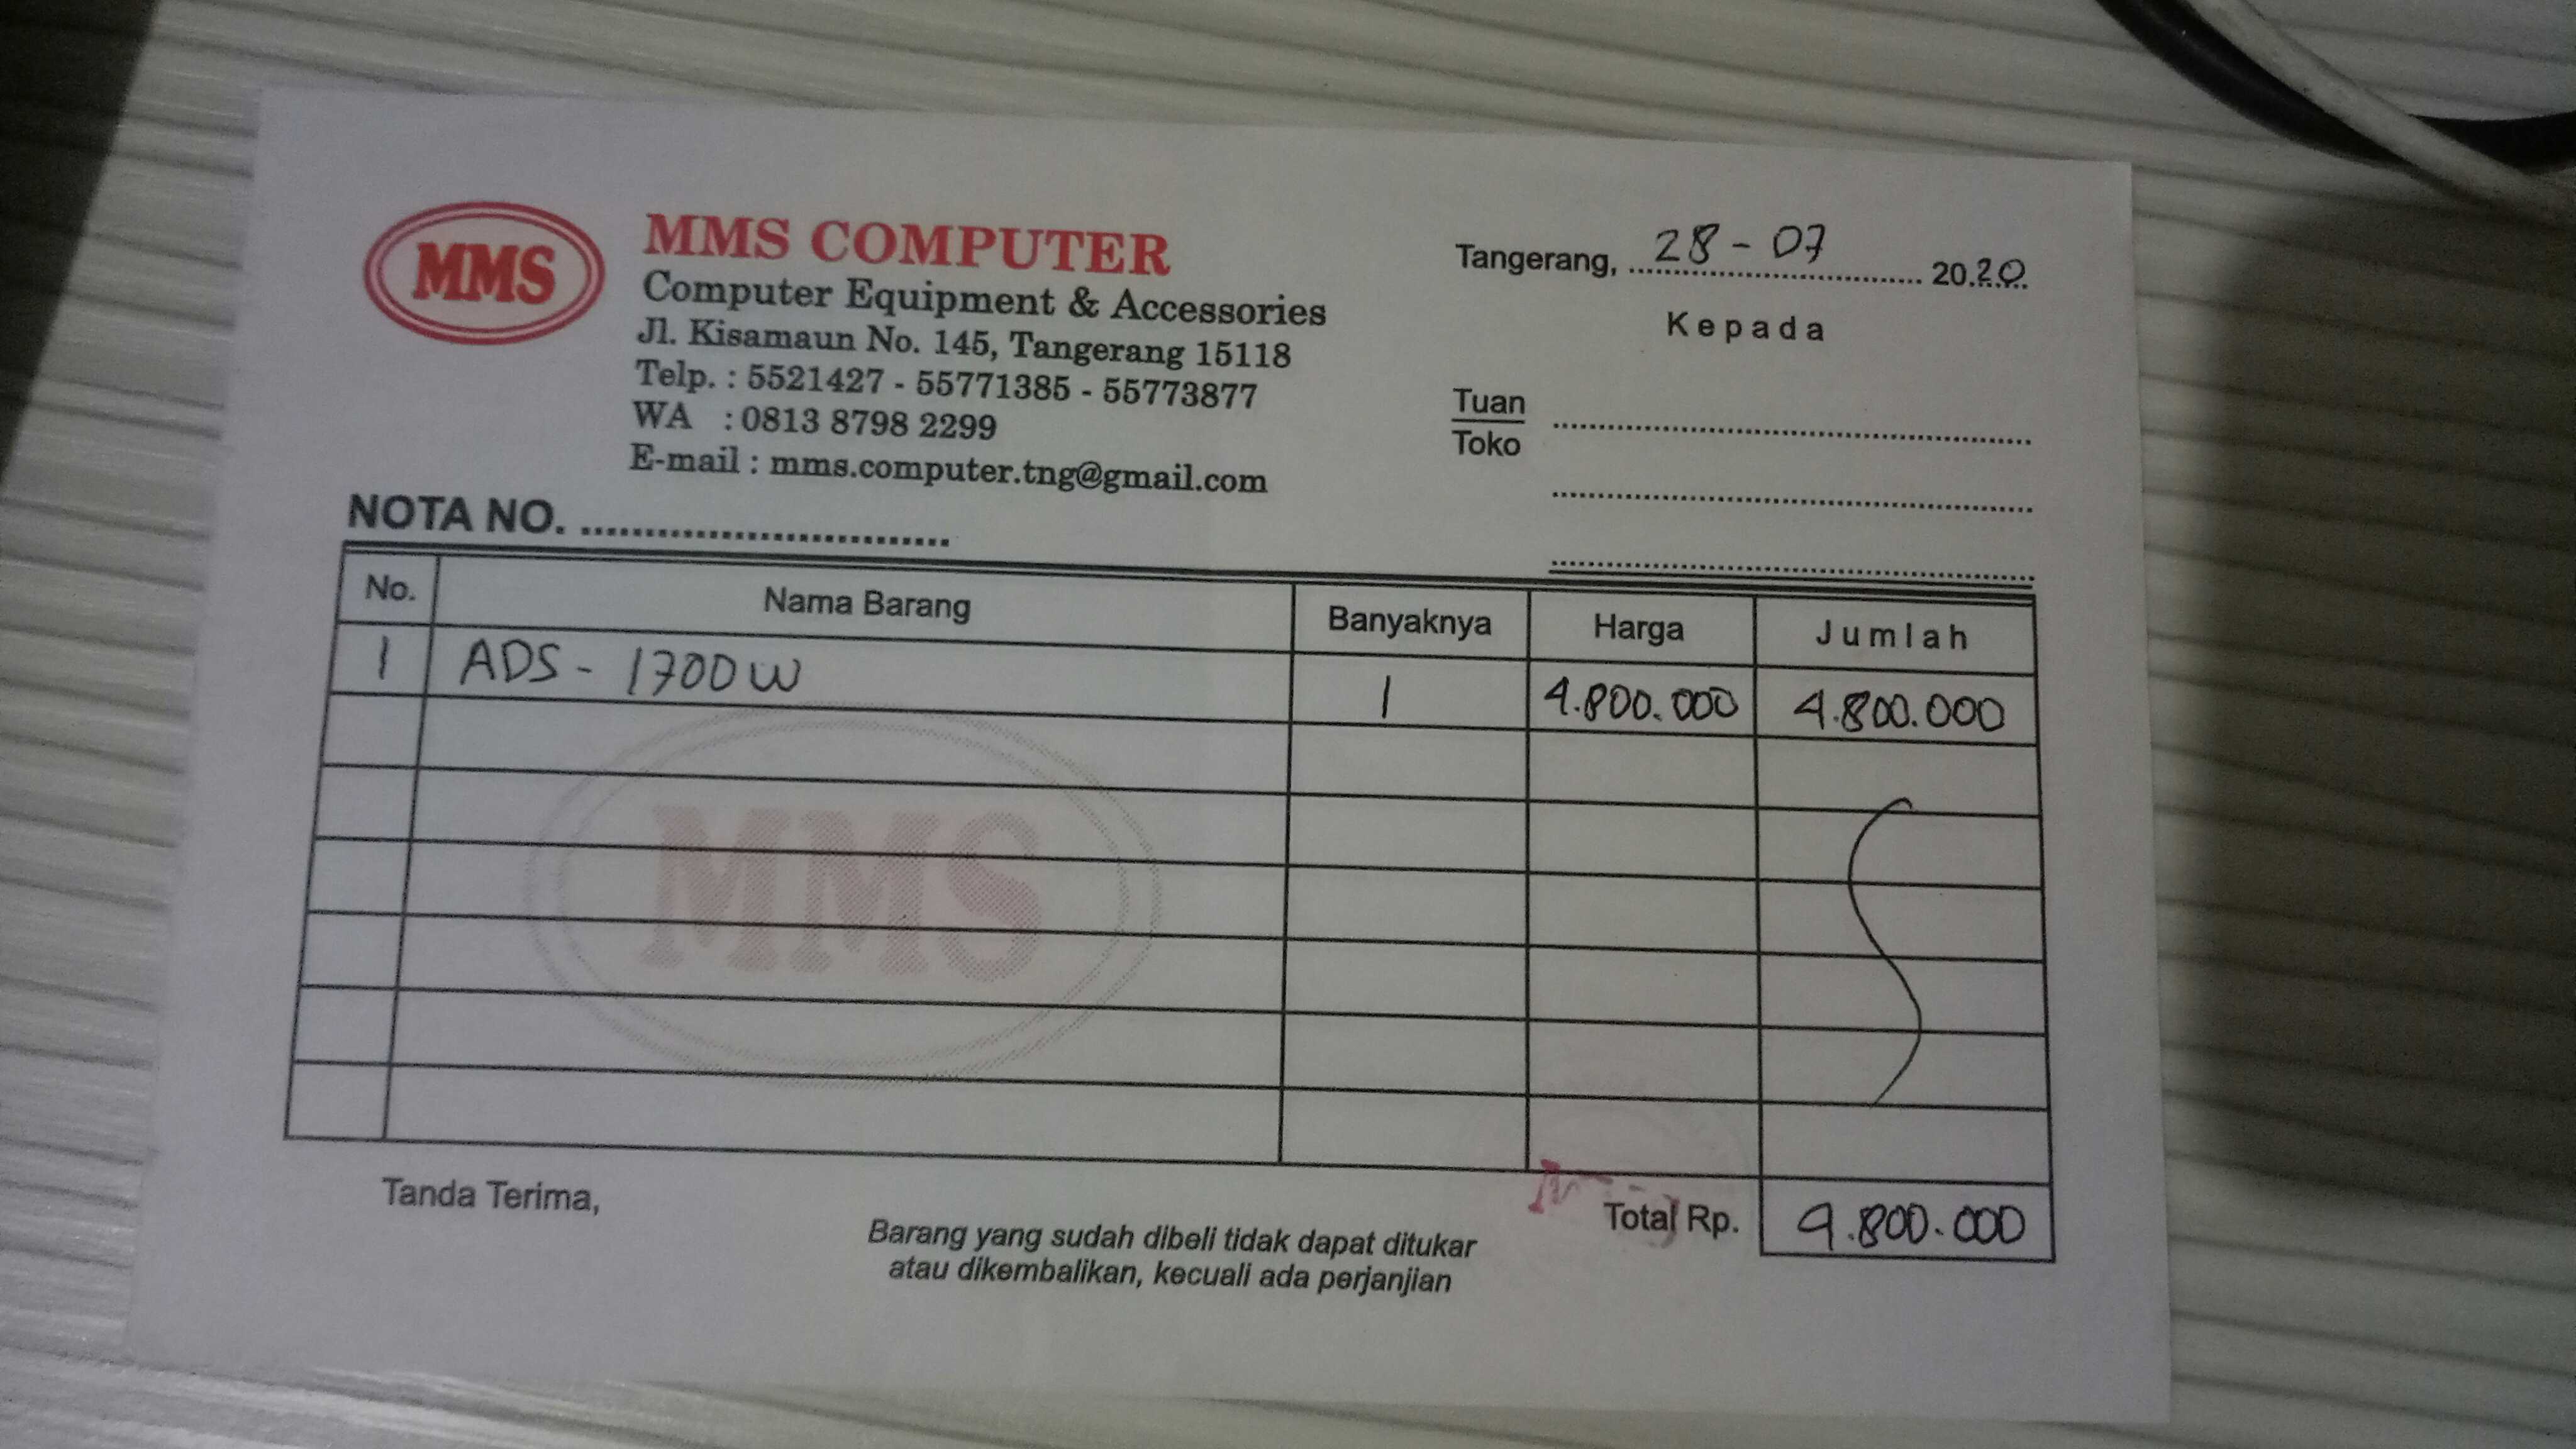 MMS
MMS COMPUTER
Computer Equipment & Accessories
Jl. Kisamaun No. 145, Tangerang 15118
Telp. : 5521427 - 55771385 - 55773877
WA : 0813 8798 2299
E-mail : mms.computer.tng@gmail.com
Tangerang, 28 - 07 2020
Kepada
Tuan
Toko
NOTA NO.
No. Nama Barang Banyaknya Harga Jumlah
1 ADS - 1700W 1 4.800.000 4.800.000
MMS
Tanda Terima,
Barang yang sudah dibeli tidak dapat ditukar
atau dikembalikan, kecuali ada perjanjian
Total Rp. 4.800.000